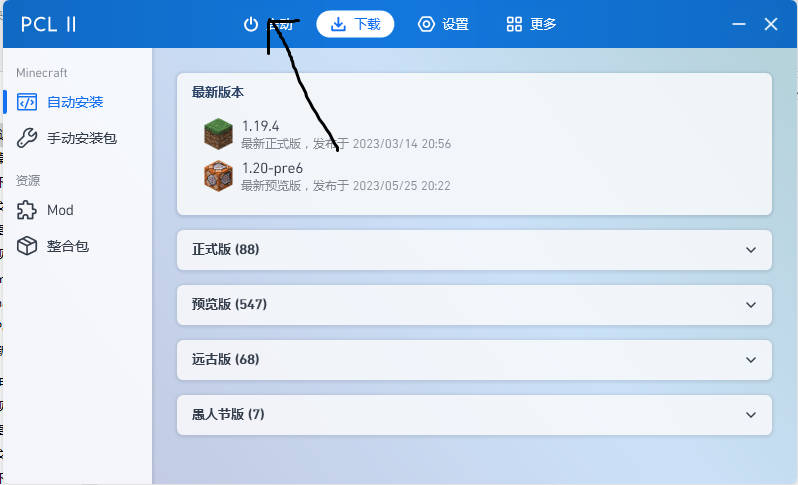 PCL II
启动
下载
设置
更多
Minecraft
自动安装
手动安装包
资源
Mod
整合包
最新版本
1.19.4
最新正式版，发布于 2023/03/14 20:56
1.20-pre6
最新预览版，发布于 2023/05/25 20:22
正式版 (88)
预览版 (547)
远古版 (68)
愚人节版 (7)